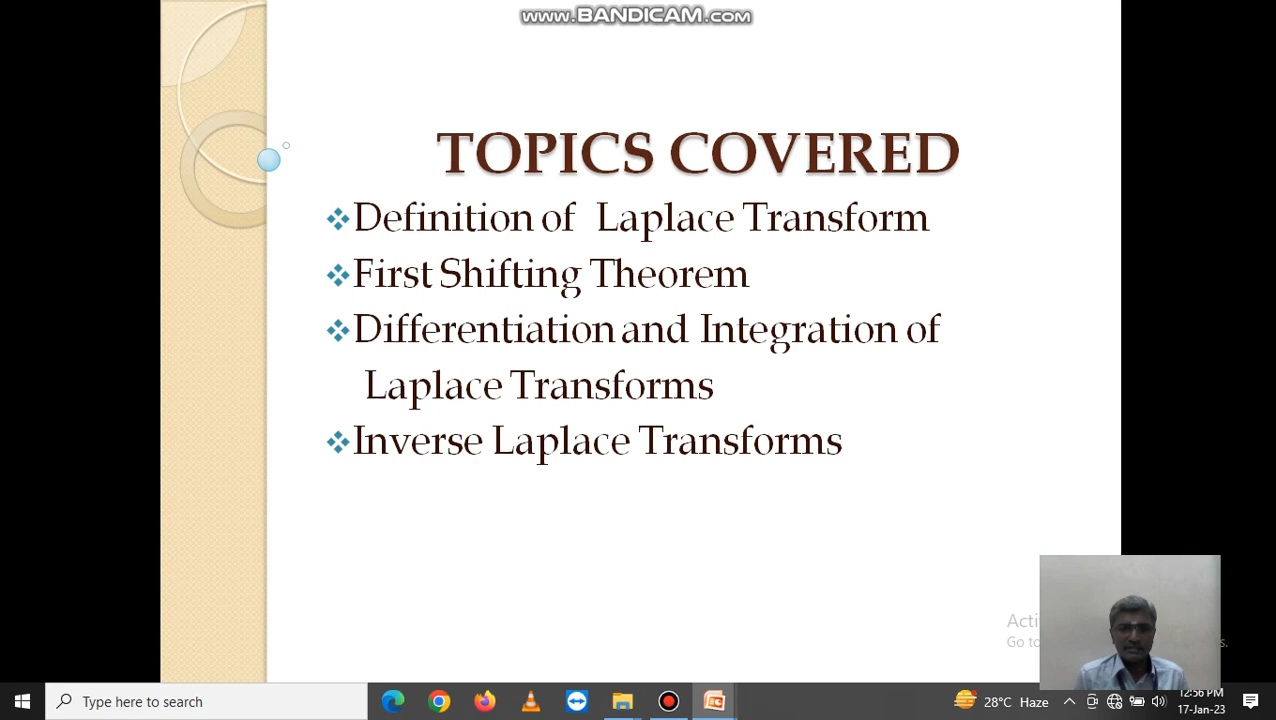 www.BANDICAM.com
TOPICS COVERED
Definition of Laplace Transform
First Shifting Theorem
Differentiation and Integration of
Laplace Transforms
Inverse Laplace Transforms
Go to
Type here to search
28°C Haze
12:56 PM
17-Jan-23